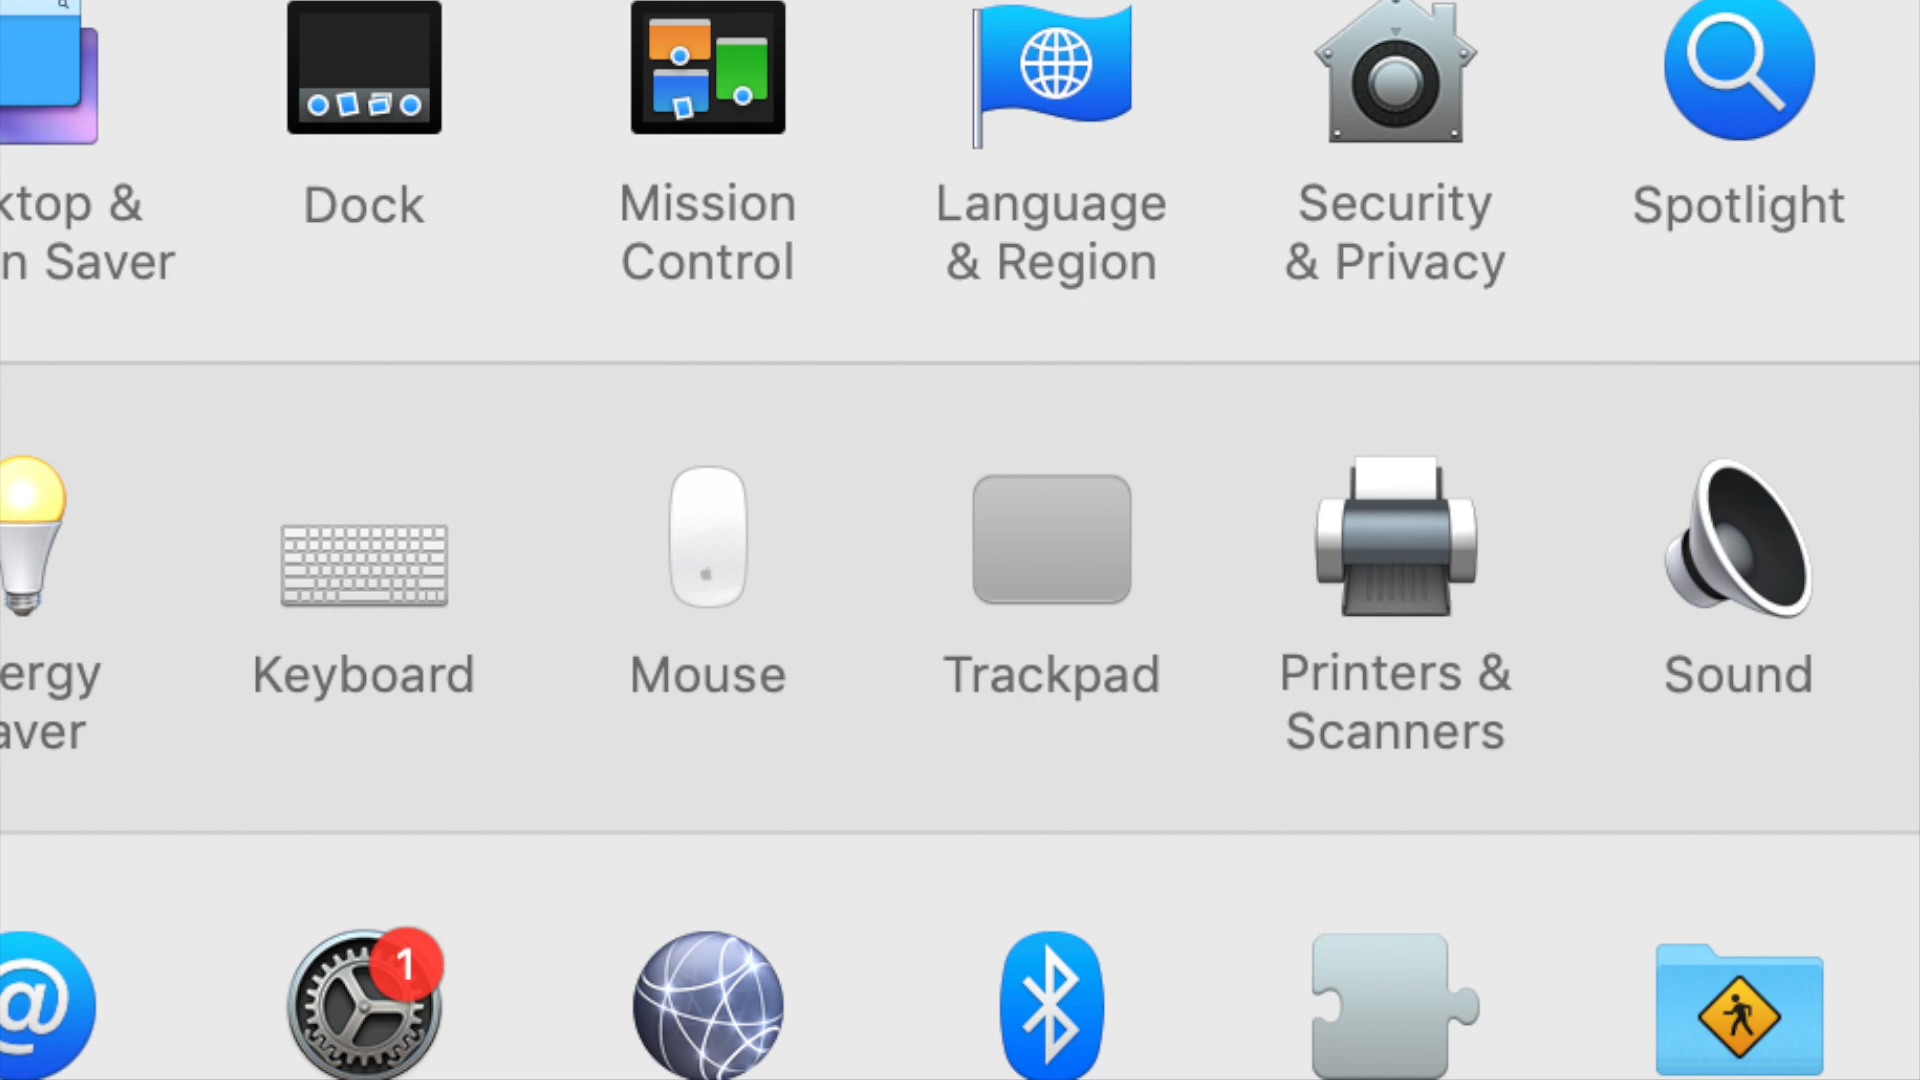 ktop &
n Saver
Dock
Mission
Control
Language
& Region
Security
& Privacy
Spotlight
ergy
aver
Keyboard
Mouse
Trackpad
Printers &
Scanners
Sound
@
1